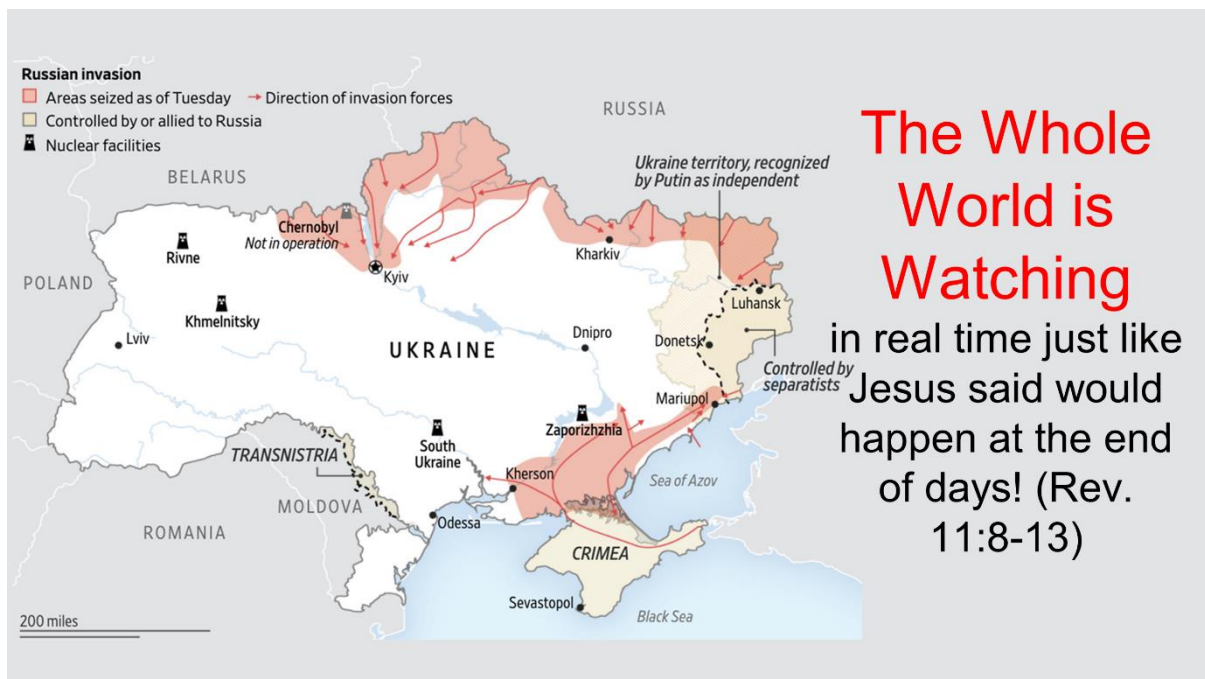 Russian invasion
Areas seized as of Tuesday
Direction of invasion forces
Controlled by or allied to Russia
Nuclear facilities
RUSSIA
BELARUS
Ukraine territory, recognized
by Putin as independent
Chernobyl
Not in operation
Rivne
Kyiv
Kharkiv
POLAND
Khmelnitsky
Luhansk
Lviv
UKRAINE
Dnipro
Donetsk
Controlled by
separatists
Mariupol
Zaporizhzhia
South
Ukraine
TRANSNISTRIA
Kherson
Sea of Azov
MOLDOVA
Odessa
ROMANIA
CRIMEA
Sevastopol
Black Sea
200 miles
The Whole
World is
Watching
in real time just like
Jesus said would
happen at the end
of days! (Rev.
11:8-13)